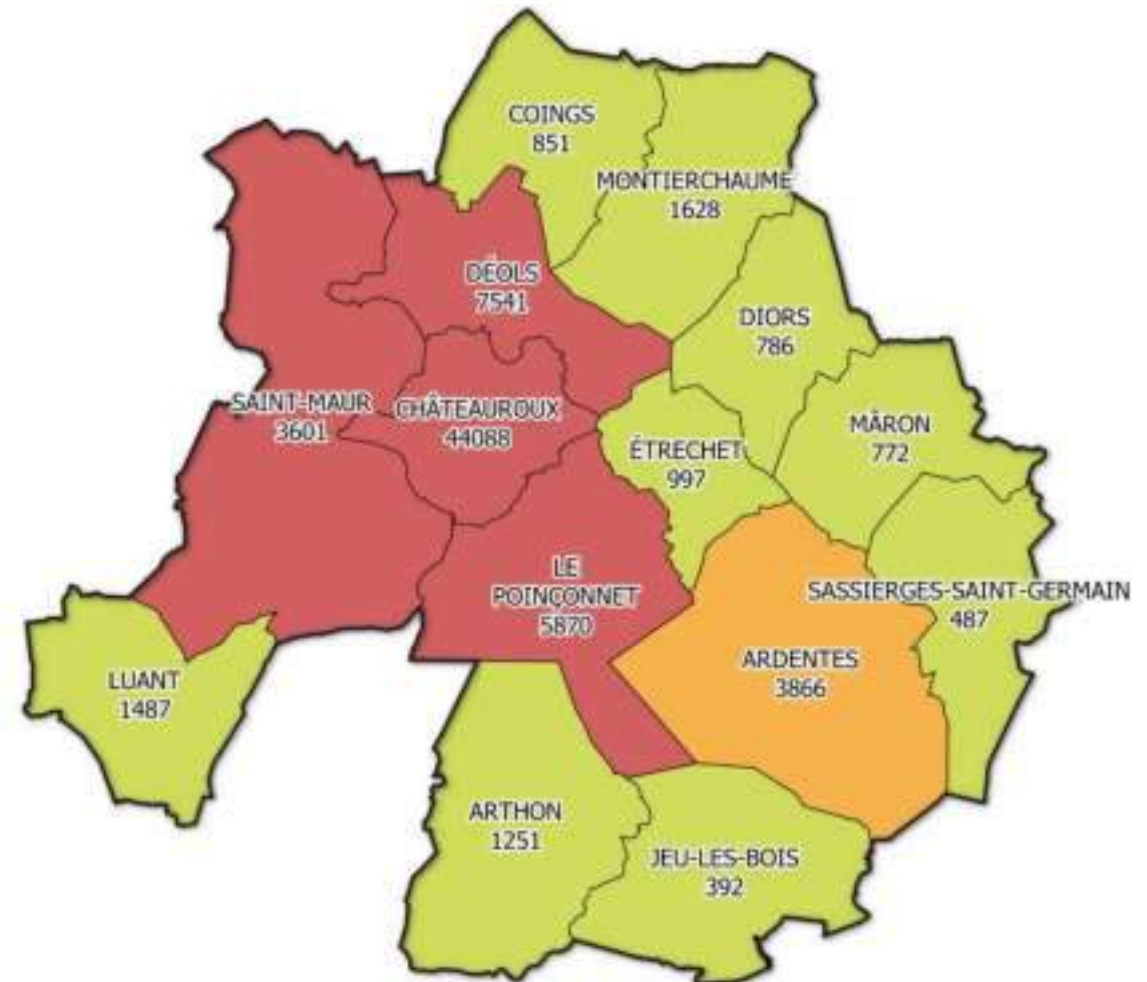 COINGS
851
MONTIERCHAUME
1628
DÉOLS
7541
DIORS
786
SAINT-MAUR
3601
CHÂTEAUROUX
44088
MÂRON
772
ÉTRECHET
997
LE
POINÇONNET
5870
SASSIERGES-SAINT-GERMAIN
487
ARDENTES
3866
LUANT
1487
ARTHON
1251
JEU-LES-BOIS
392